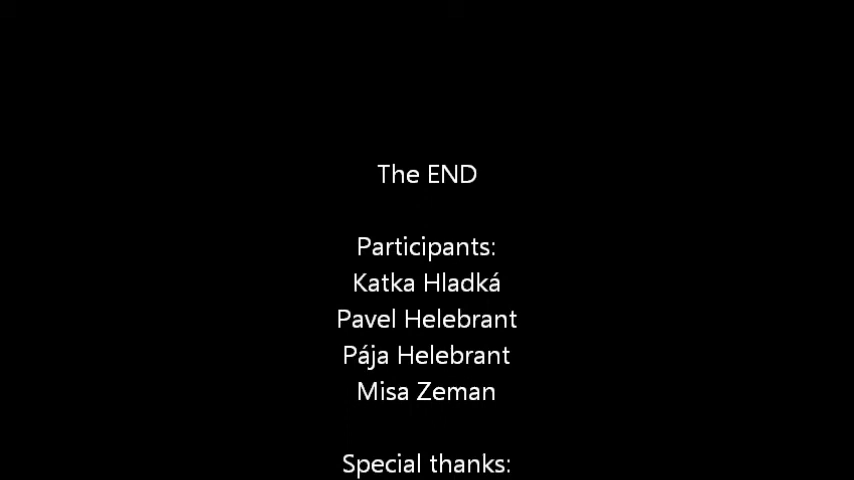 The END
Participants:
Katka Hladká
Pavel Helebrant
Pája Helebrant
Misa Zeman
Special thanks: